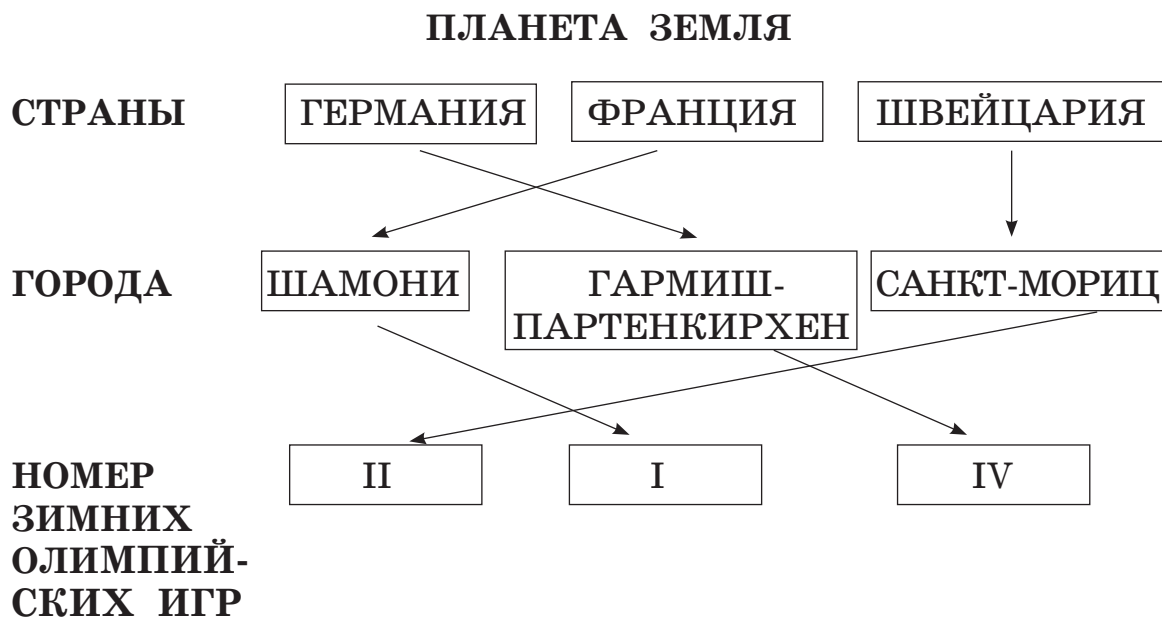 ПЛАНЕТА ЗЕМЛЯ
СТРАНЫ
ГЕРМАНИЯ
ФРАНЦИЯ
ШВЕЙЦАРИЯ
ГОРОДА
ШАМОНИ
ГАРМИШ-
ПАРТЕНКИРХЕН
САНКТ-МОРИЦ
НОМЕР
ЗИМНИХ
ОЛИМПИЙ-
СКИХ ИГР
II
I
IV